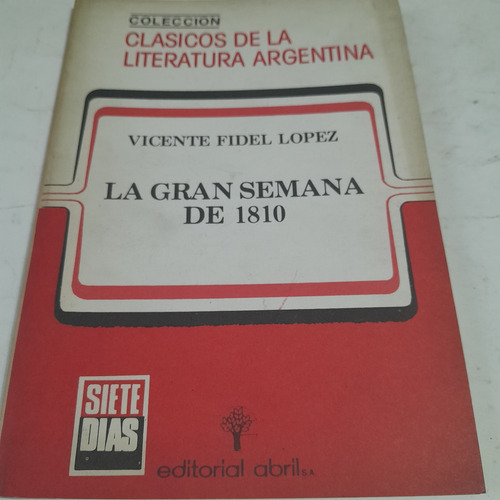 COLECCION
CLASICOS DE LA
LITERATURA ARGENTINA
VICENTE FIDEL LOPEZ
LA GRAN SEMANA
DE 1810
SIETE
DIAS
editorial abril S.A.